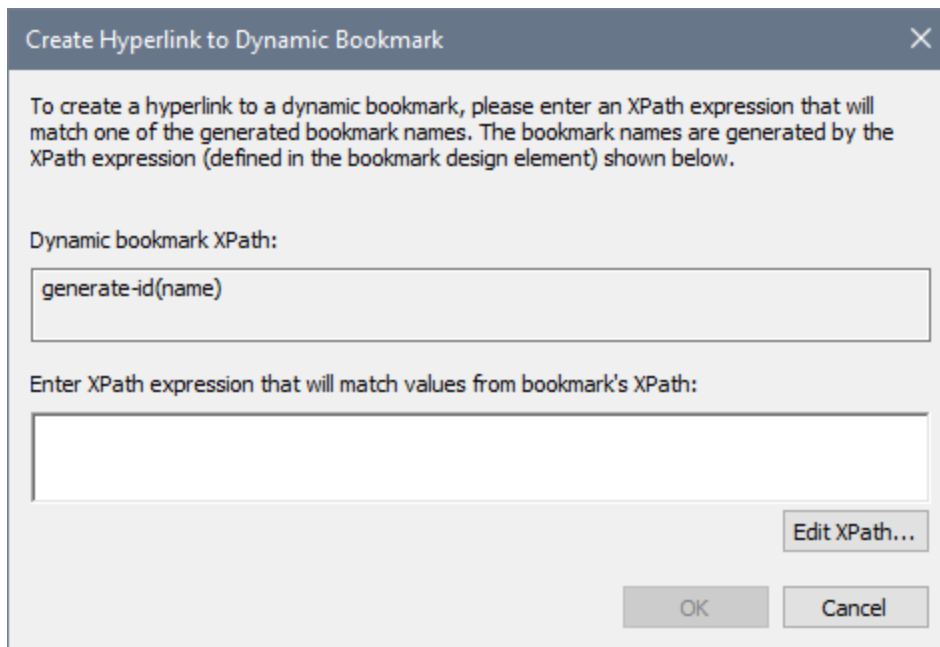 Create Hyperlink to Dynamic Bookmark
To create a hyperlink to a dynamic bookmark, please enter an XPath expression that will
match one of the generated bookmark names. The bookmark names are generated by the
XPath expression (defined in the bookmark design element) shown below.
Dynamic bookmark XPath:
generate-id(name)
Enter XPath expression that will match values from bookmark's XPath:
Edit XPath...
OK
Cancel